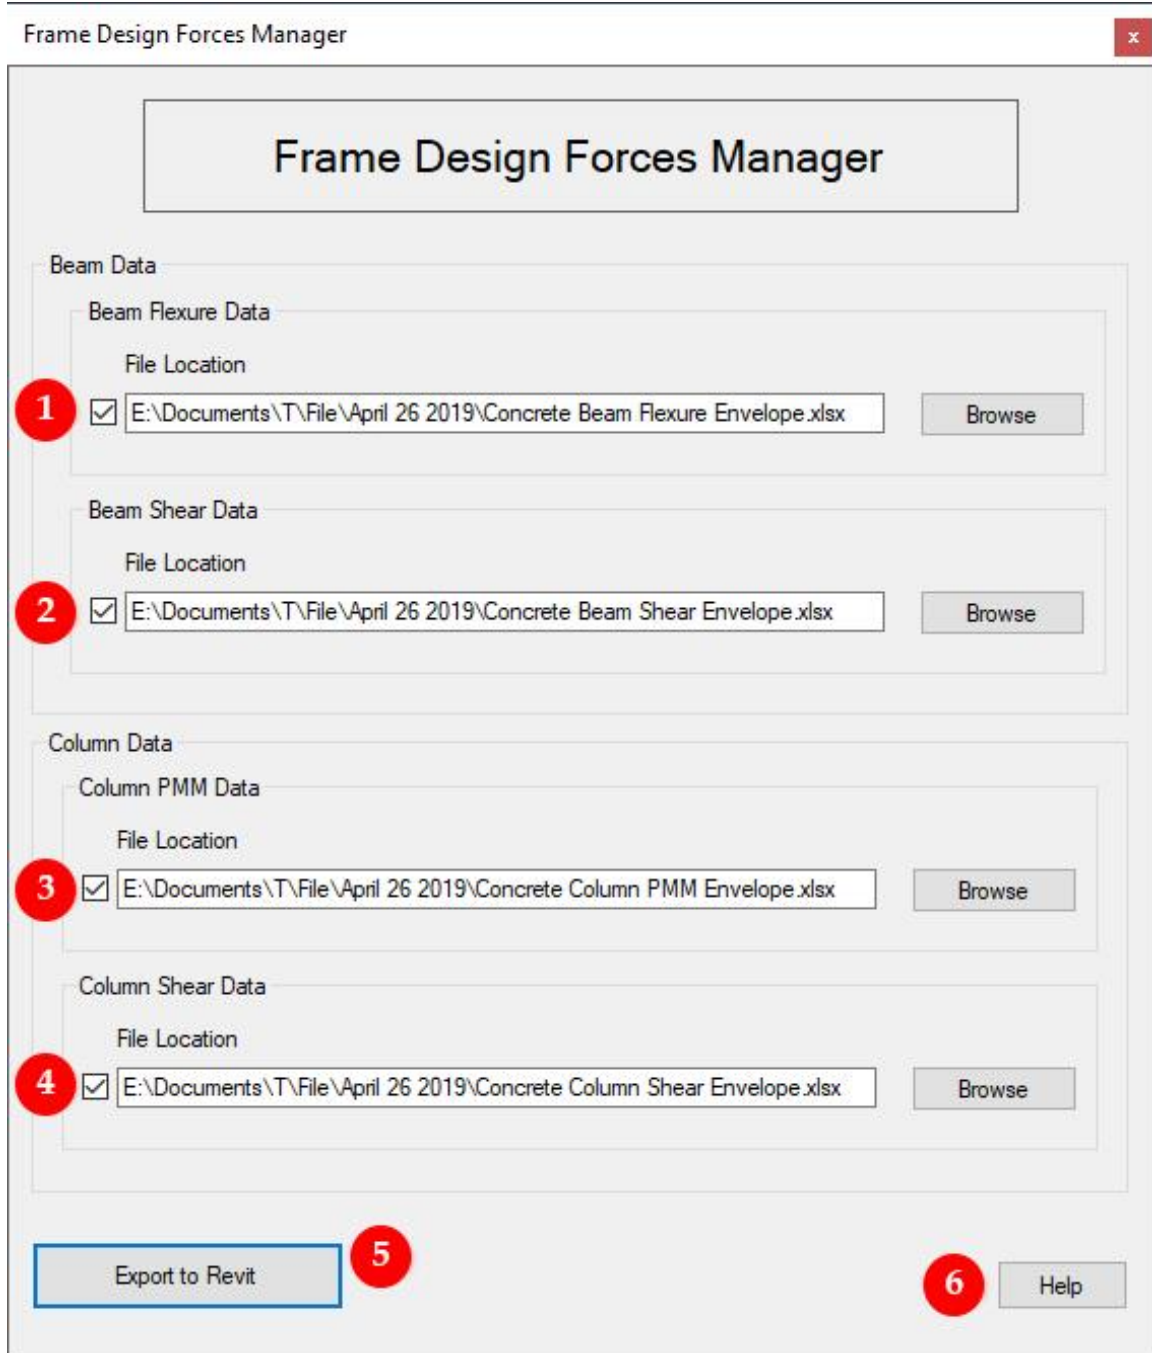 Frame Design Forces Manager
x
Frame Design Forces Manager
Beam Data
Beam Flexure Data
File Location
1 E:\Documents\T\File\April 26 2019\Concrete Beam Flexure Envelope.xlsx Browse
Beam Shear Data
File Location
2 E:\Documents\T\File\April 26 2019\Concrete Beam Shear Envelope.xlsx Browse
Column Data
Column PMM Data
File Location
3 E:\Documents\T\File\April 26 2019\Concrete Column PMM Envelope.xlsx Browse
Column Shear Data
File Location
4 E:\Documents\T\File\April 26 2019\Concrete Column Shear Envelope.xlsx Browse
Export to Revit 5
6 Help